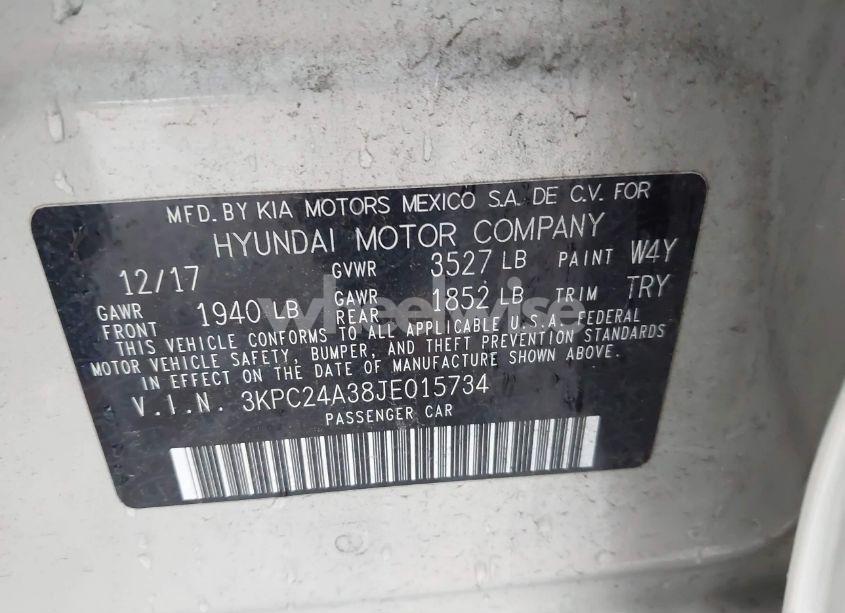 MFD. BY KIA MOTORS MEXICO S.A. DE C.V. FOR
HYUNDAI MOTOR COMPANY
12/17 GVWR 3527 LB PAINT W4Y
GAWR FRONT 1940 LB GAWR REAR 1852 LB TRIM TRY
THIS VEHICLE CONFORMS TO ALL APPLICABLE U.S.A. FEDERAL
MOTOR VEHICLE SAFETY, BUMPER, AND THEFT PREVENTION STANDARDS
IN EFFECT ON THE DATE OF MANUFACTURE SHOWN ABOVE.
V.I.N. 3KPC24A38JE015734
PASSENGER CAR
wheelwise